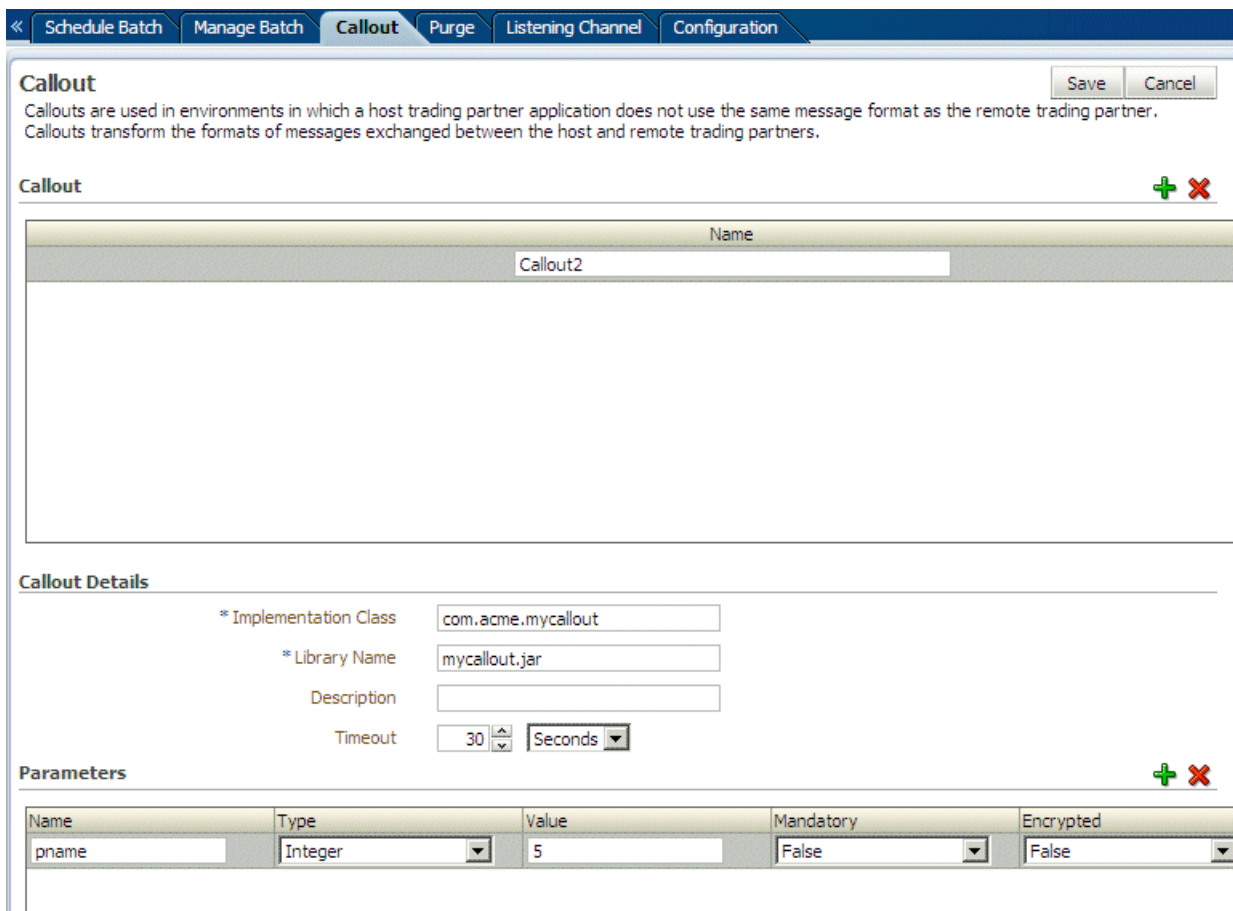 « Schedule Batch Manage Batch Callout Purge Listening Channel Configuration
Callout Save Cancel
Callouts are used in environments in which a host trading partner application does not use the same message format as the remote trading partner.
Callouts transform the formats of messages exchanged between the host and remote trading partners.
Callout
Name
Callout2
Callout Details
* Implementation Class com.acme.mycallout
* Library Name mycallout.jar
Description
Timeout 30 Seconds
Parameters
Name Type Value Mandatory Encrypted
pname Integer 5 False False